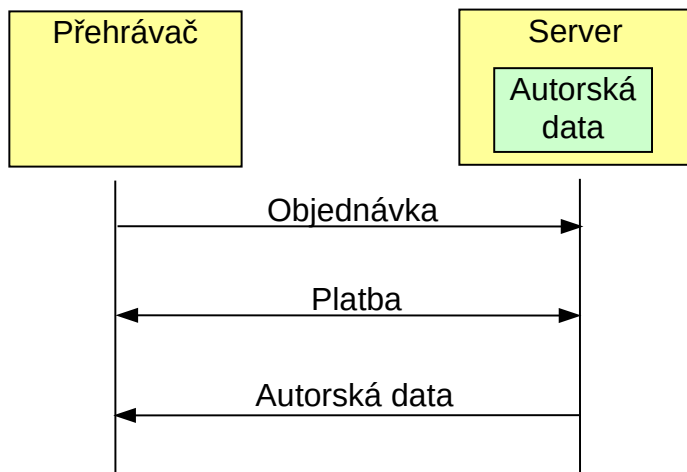 Přehrávač
Server
Autorská
data
Objednávka
Platba
Autorská data